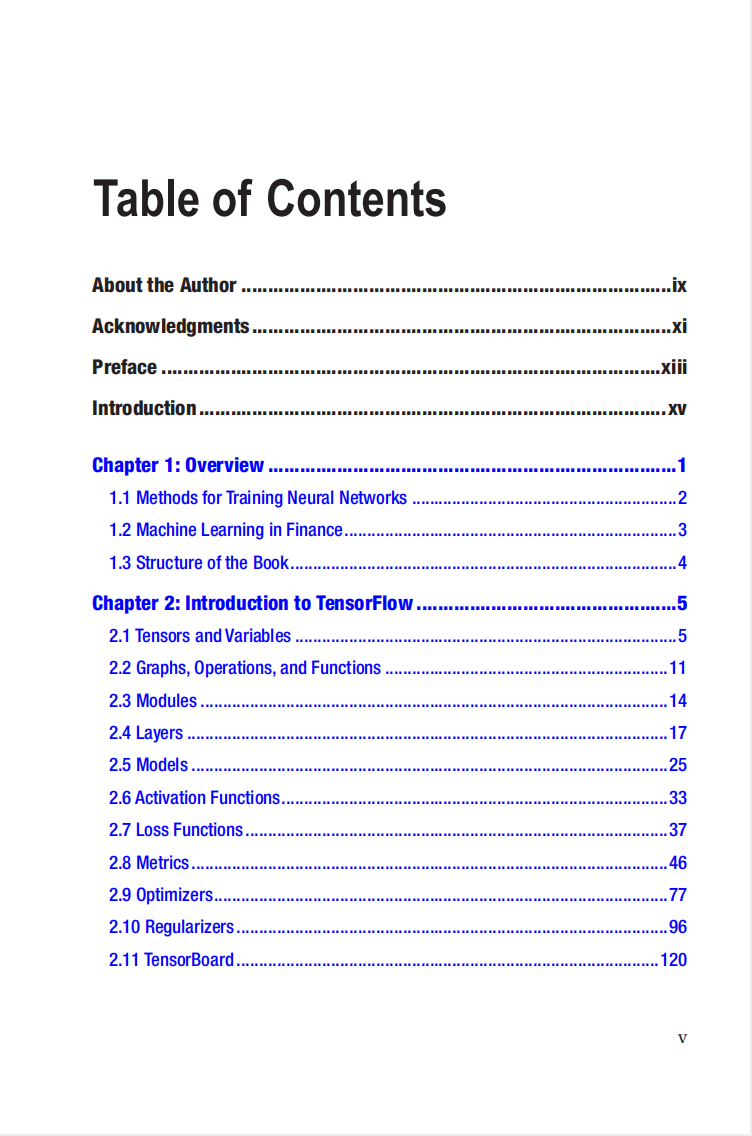 Table of Contents
About the Author ................................................................................ix
Acknowledgments ..............................................................................xi
Preface .............................................................................................xiii
Introduction .......................................................................................xv
Chapter 1: Overview ............................................................................1
1.1 Methods for Training Neural Networks ...........................................................2
1.2 Machine Learning in Finance ..........................................................................3
1.3 Structure of the Book ......................................................................................4
Chapter 2: Introduction to TensorFlow .................................................5
2.1 Tensors and Variables .....................................................................................5
2.2 Graphs, Operations, and Functions ...............................................................11
2.3 Modules ........................................................................................................14
2.4 Layers ...........................................................................................................17
2.5 Models ..........................................................................................................25
2.6 Activation Functions ......................................................................................33
2.7 Loss Functions ..............................................................................................37
2.8 Metrics ..........................................................................................................46
2.9 Optimizers .....................................................................................................77
2.10 Regularizers ................................................................................................96
2.11 TensorBoard ..............................................................................................120
v